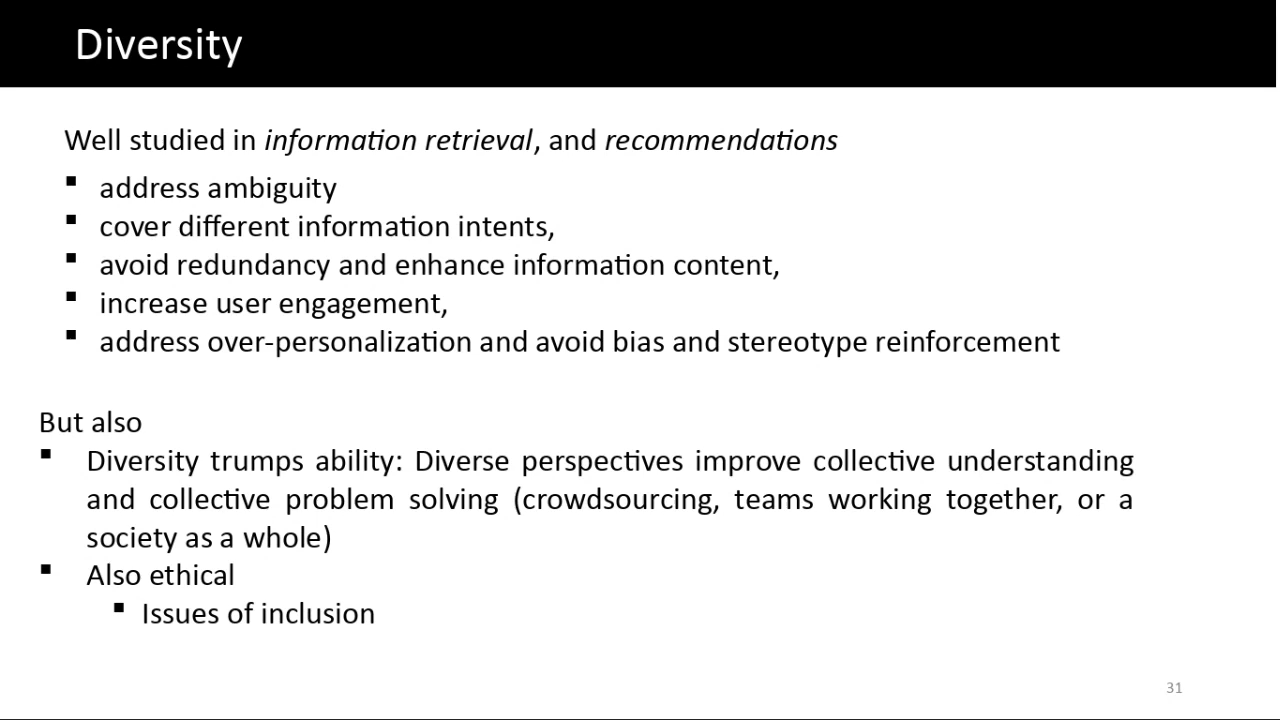 Diversity
Well studied in information retrieval, and recommendations
▪ address ambiguity
▪ cover different information intents,
▪ avoid redundancy and enhance information content,
▪ increase user engagement,
▪ address over-personalization and avoid bias and stereotype reinforcement
But also
▪ Diversity trumps ability: Diverse perspectives improve collective understanding
and collective problem solving (crowdsourcing, teams working together, or a
society as a whole)
▪ Also ethical
▪ Issues of inclusion
31